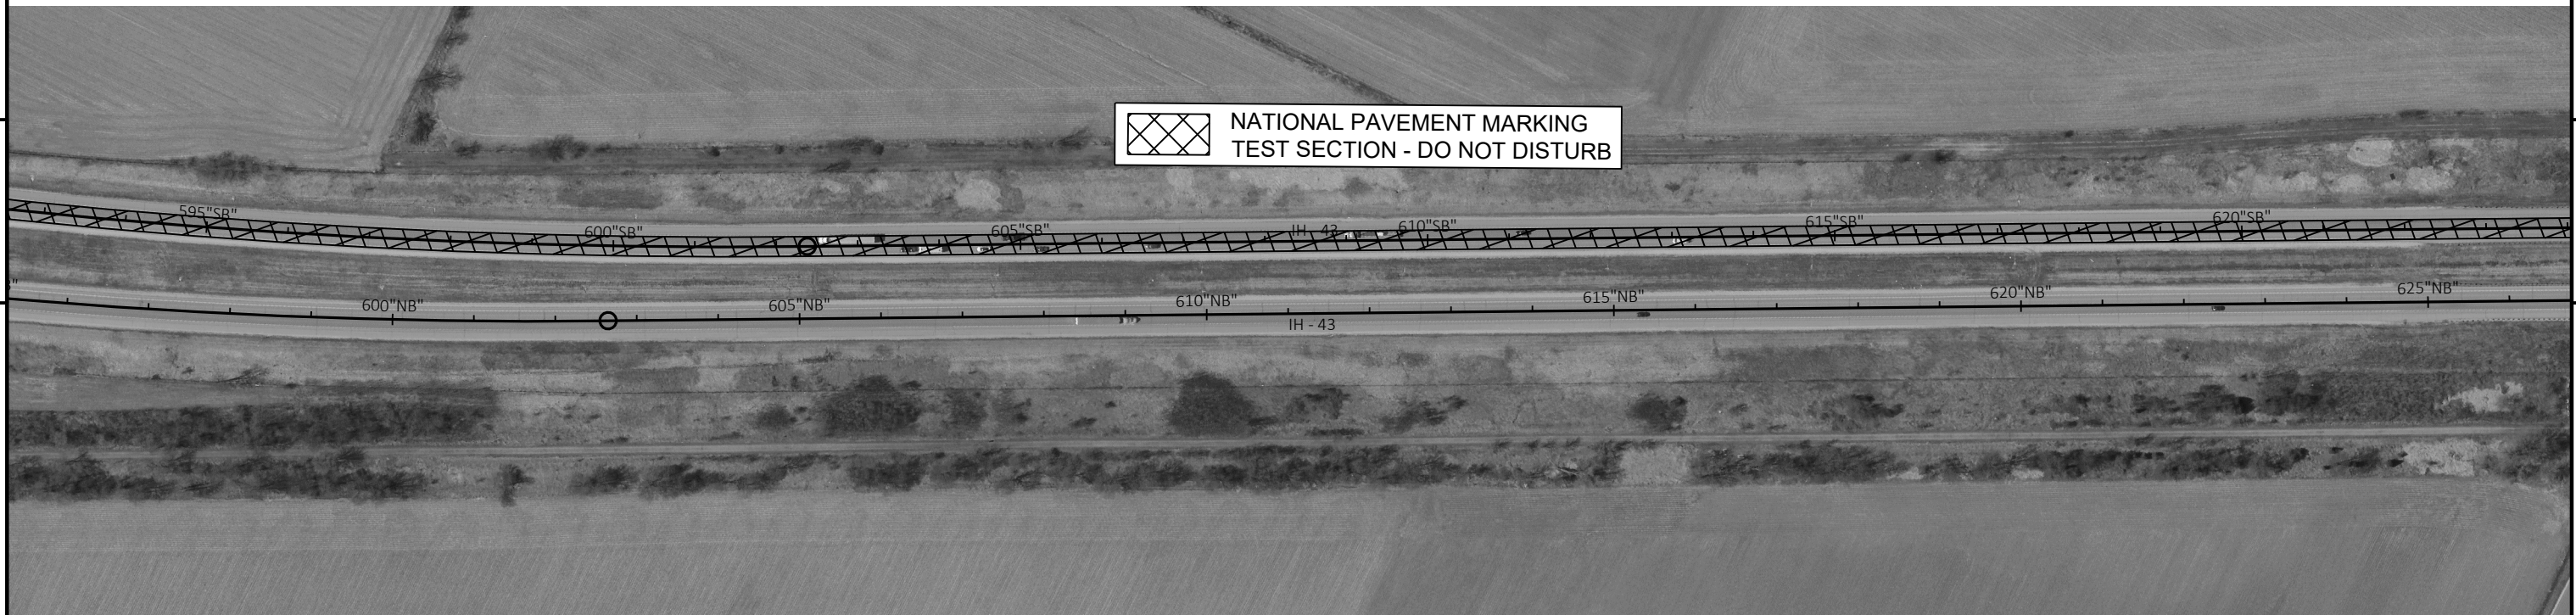 NATIONAL PAVEMENT MARKING
TEST SECTION - DO NOT DISTURB
595"SB"
600"SB"
605"SB"
IH - 43
610"SB"
615"SB"
620"SB"
600"NB"
605"NB"
610"NB"
615"NB"
620"NB"
625"NB"
IH - 43